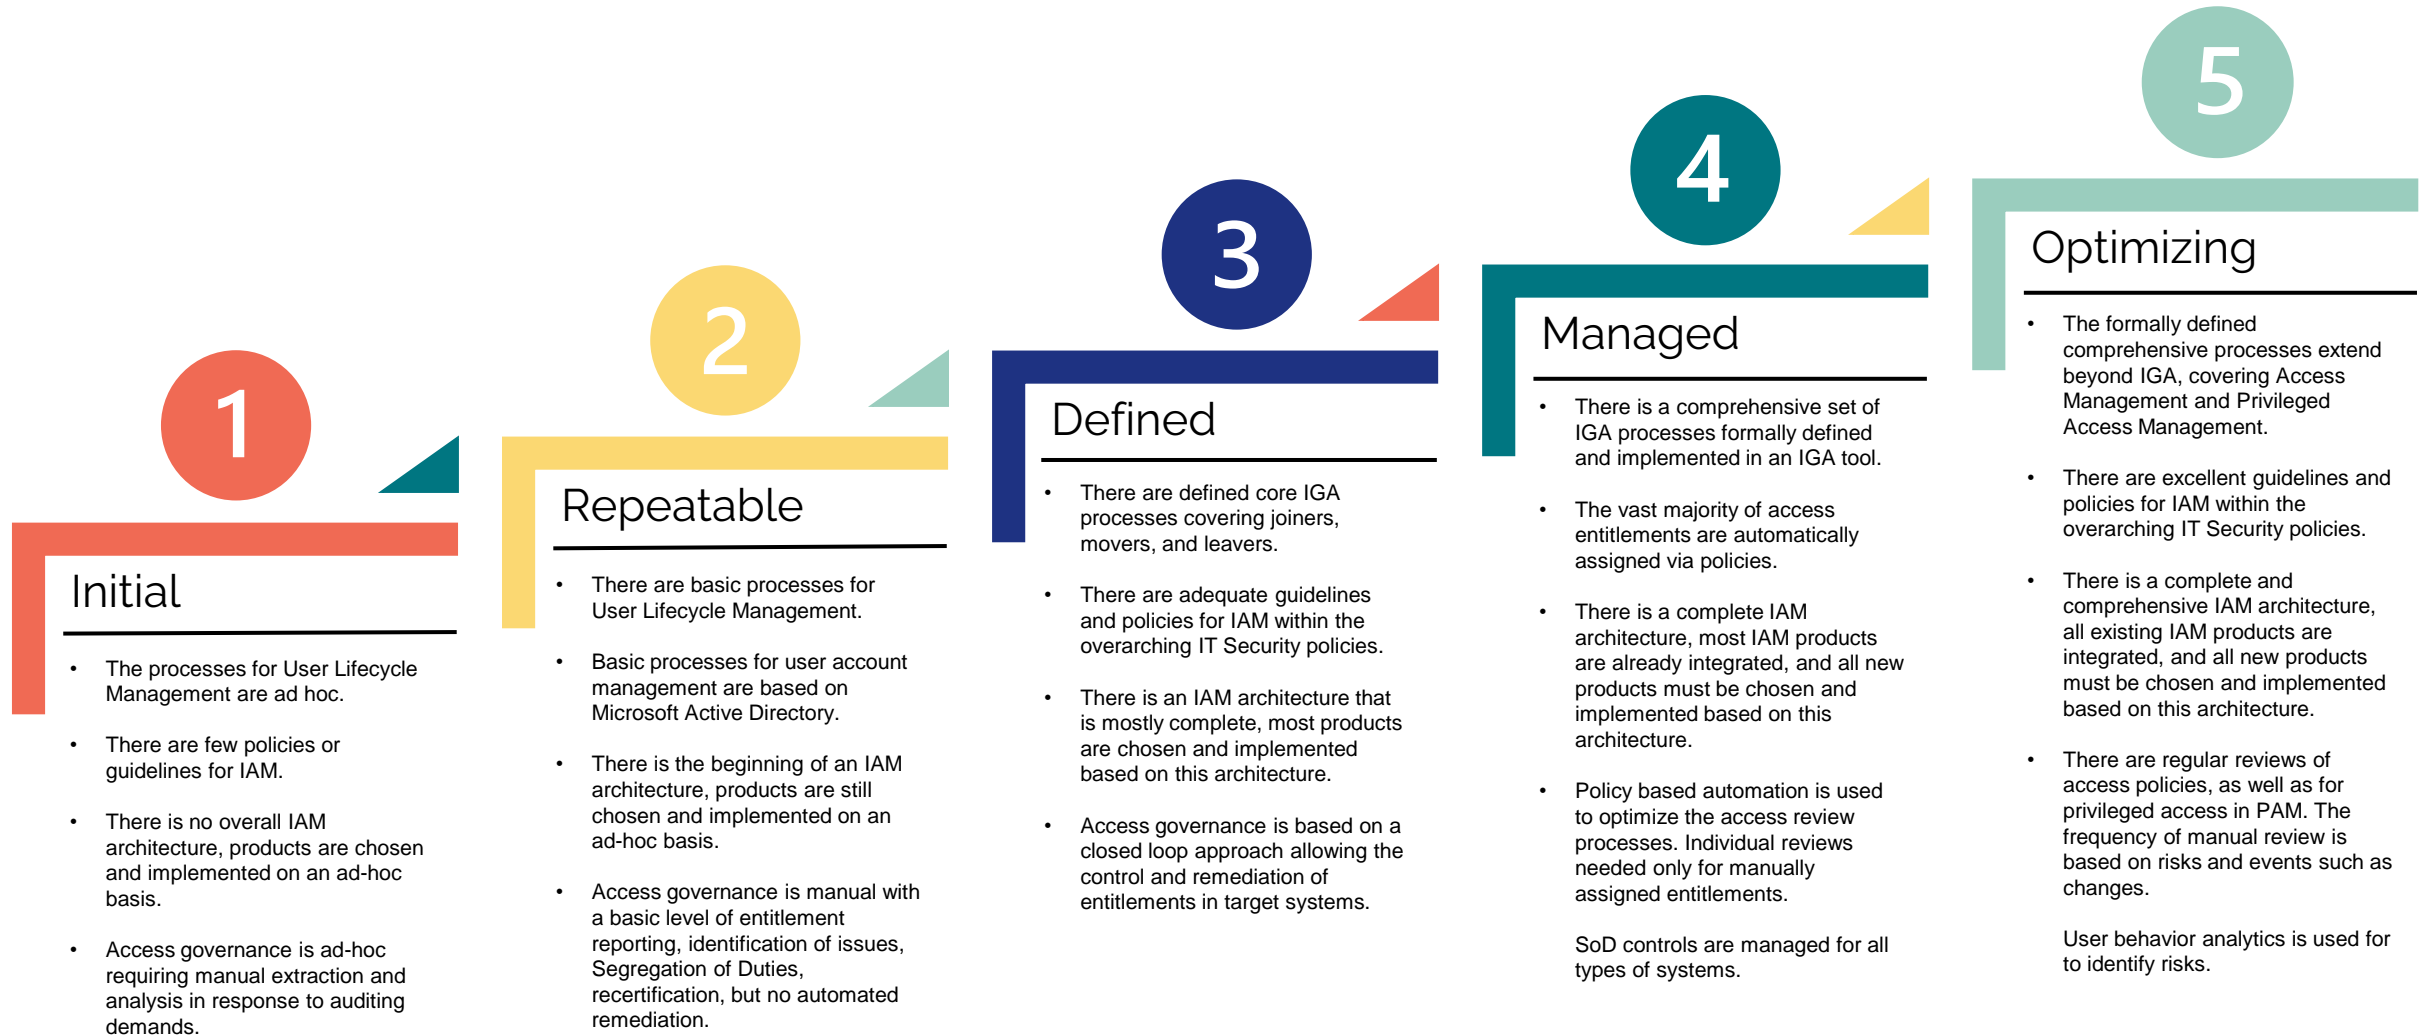 1
Initial
• The processes for User Lifecycle
Management are ad hoc.
• There are few policies or
guidelines for IAM.
• There is no overall IAM
architecture, products are chosen
and implemented on an ad-hoc
basis.
• Access governance is ad-hoc
requiring manual extraction and
analysis in response to auditing
demands.
2
Repeatable
• There are basic processes for
User Lifecycle Management.
• Basic processes for user account
management are based on
Microsoft Active Directory.
• There is the beginning of an IAM
architecture, products are still
chosen and implemented on an
ad-hoc basis.
• Access governance is manual with
a basic level of entitlement
reporting, identification of issues,
Segregation of Duties,
recertification, but no automated
remediation.
3
Defined
• There are defined core IGA
processes covering joiners,
movers, and leavers.
• There are adequate guidelines
and policies for IAM within the
overarching IT Security policies.
• There is an IAM architecture that
is mostly complete, most products
are chosen and implemented
based on this architecture.
• Access governance is based on a
closed loop approach allowing the
control and remediation of
entitlements in target systems.
4
Managed
• There is a comprehensive set of
IGA processes formally defined
and implemented in an IGA tool.
• The vast majority of access
entitlements are automatically
assigned via policies.
• There is a complete IAM
architecture, most IAM products
are already integrated, and all new
products must be chosen and
implemented based on this
architecture.
• Policy based automation is used
to optimize the access review
processes. Individual reviews
needed only for manually
assigned entitlements.
SoD controls are managed for all
types of systems.
5
Optimizing
• The formally defined
comprehensive processes extend
beyond IGA, covering Access
Management and Privileged
Access Management.
• There are excellent guidelines and
policies for IAM within the
overarching IT Security policies.
• There is a complete and
comprehensive IAM architecture,
all existing IAM products are
integrated, and all new products
must be chosen and implemented
based on this architecture.
• There are regular reviews of
access policies, as well as for
privileged access in PAM. The
frequency of manual review is
based on risks and events such as
changes.
User behavior analytics is used for
to identify risks.